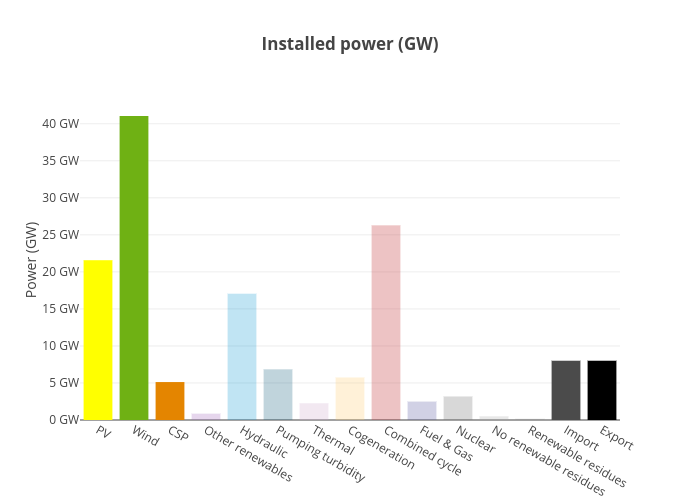 Installed power (GW)
Power (GW)
40 GW
35 GW
30 GW
25 GW
20 GW
15 GW
10 GW
5 GW
0 GW
PV
Wind
CSP
Other renewables
Hydraulic
Pumping turbidity
Thermal
Cogeneration
Combined cycle
Fuel & Gas
Nuclear
No renewable residues
Renewable residues
Import
Export